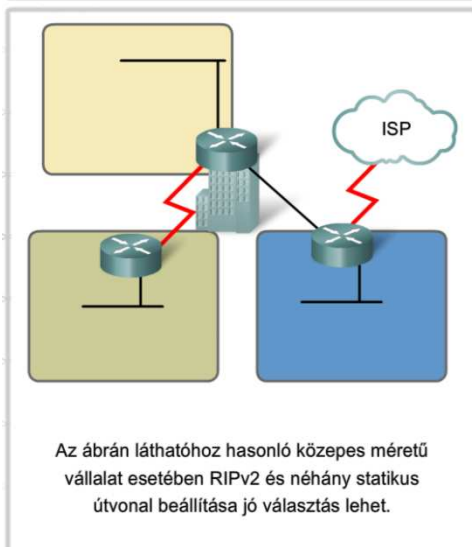 ISP
Az ábrán láthatóhoz hasonló közepes méretű
vállalat esetében RIPv2 és néhány statikus
útvonal beállítása jó választás lehet.